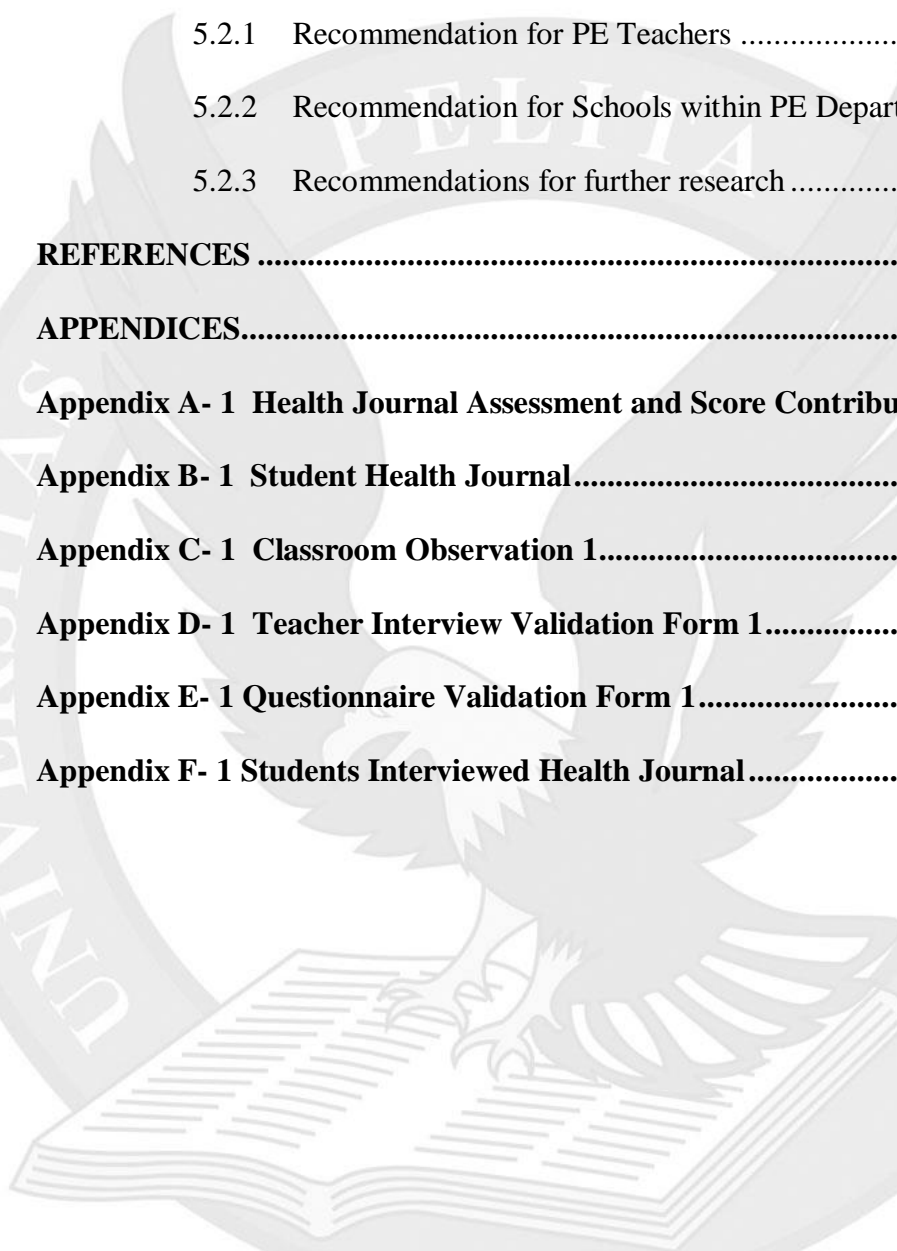 5.2.1 Recommendation for PE Teachers ....................
5.2.2 Recommendation for Schools within PE Depart
5.2.3 Recommendations for further research ..............
REFERENCES ..............................................................................
APPENDICES................................................................................
Appendix A- 1 Health Journal Assessment and Score Contribu
Appendix B- 1 Student Health Journal.......................................
Appendix C- 1 Classroom Observation 1....................................
Appendix D- 1 Teacher Interview Validation Form 1................
Appendix E- 1 Questionnaire Validation Form 1........................
Appendix F- 1 Students Interviewed Health Journal..................
UNIVERSITAS PELITA